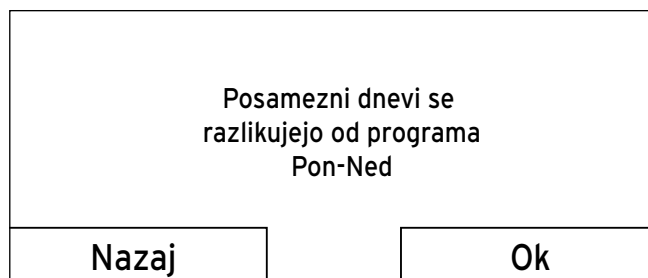 Posamezni dnevi se
razlikujejo od programa
Pon-Ned
Nazaj
Ok